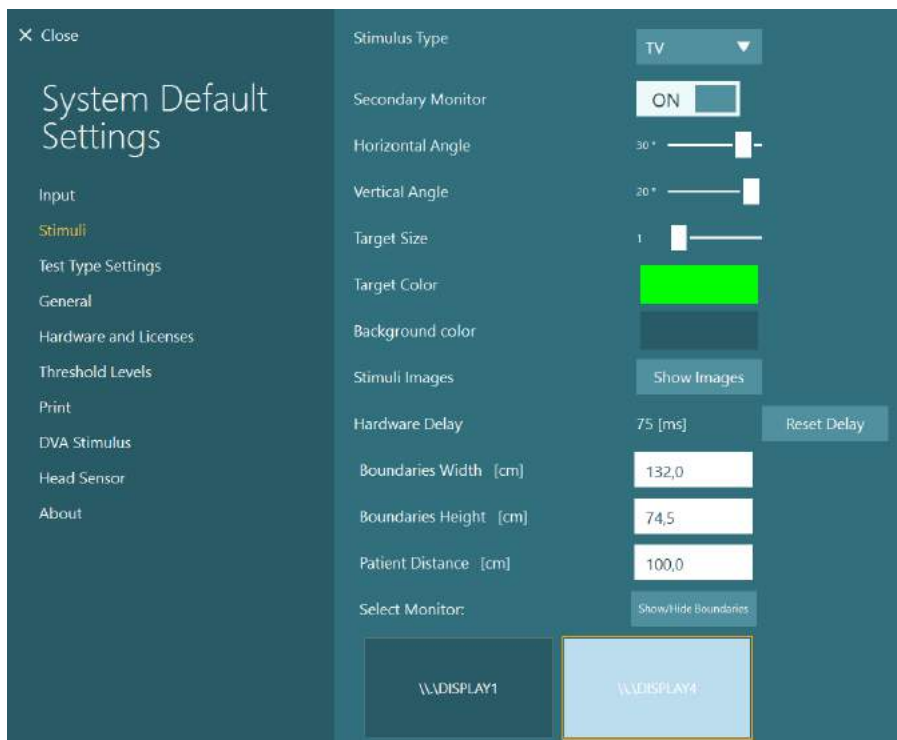 ✕ Close
System Default
Settings
Input
Stimuli
Test Type Settings
General
Hardware and Licenses
Threshold Levels
Print
DVA Stimulus
Head Sensor
About
Stimulus Type TV
Secondary Monitor ON
Horizontal Angle 30 °
Vertical Angle 20 °
Target Size 1
Target Color
Background color
Stimuli Images Show Images
Hardware Delay 75 [ms] Reset Delay
Boundaries Width [cm] 132,0
Boundaries Height [cm] 74,5
Patient Distance [cm] 100,0
Select Monitor: Show/Hide Boundaries
\\.\DISPLAY1 \\.\DISPLAY4